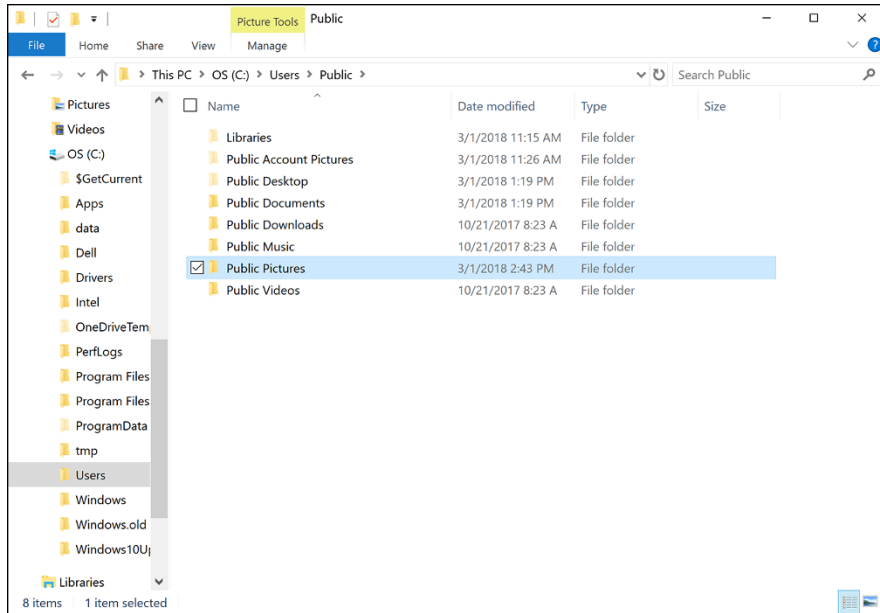 Picture Tools Public
File Home Share View Manage
This PC > OS (C:) > Users > Public > Search Public
Pictures
Videos
OS (C:)
$GetCurrent
Apps
data
Dell
Drivers
Intel
OneDriveTem
PerfLogs
Program Files
Program Files
ProgramData
tmp
Users
Windows
Windows.old
Windows10Up
Libraries
Name Date modified Type Size
Libraries 3/1/2018 11:15 AM File folder
Public Account Pictures 3/1/2018 11:26 AM File folder
Public Desktop 3/1/2018 1:19 PM File folder
Public Documents 3/1/2018 1:19 PM File folder
Public Downloads 10/21/2017 8:23 A File folder
Public Music 10/21/2017 8:23 A File folder
Public Pictures 3/1/2018 2:43 PM File folder
Public Videos 10/21/2017 8:23 A File folder
8 items 1 item selected